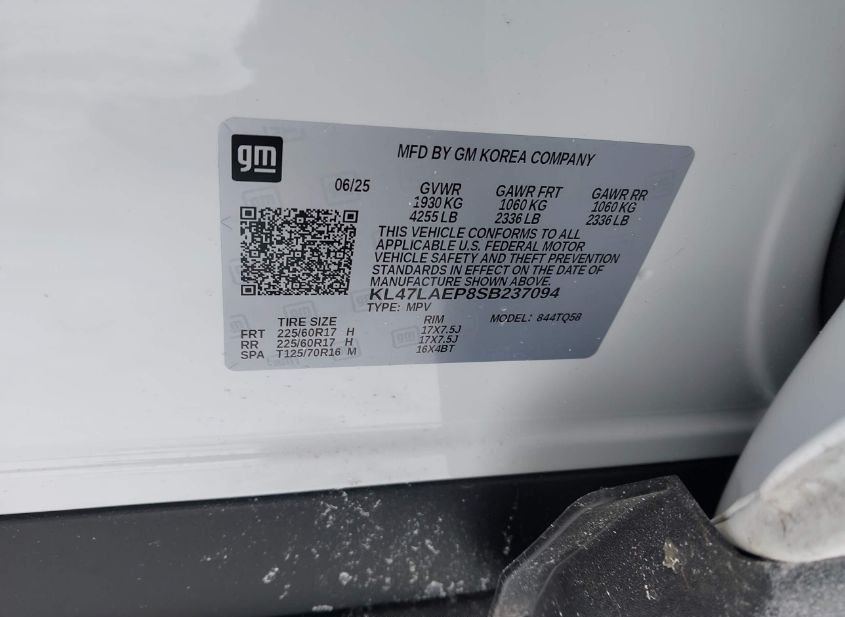 gm
MFD BY GM KOREA COMPANY
06/25 GVWR GAWR FRT GAWR RR
1930 KG 1060 KG 1060 KG
4255 LB 2336 LB 2336 LB
THIS VEHICLE CONFORMS TO ALL
APPLICABLE U.S. FEDERAL MOTOR
VEHICLE SAFETY AND THEFT PREVENTION
STANDARDS IN EFFECT ON THE DATE OF
MANUFACTURE SHOWN ABOVE.
KL47LAEP8SB237094
TYPE: MPV
TIRE SIZE RIM MODEL: 844TQ58
FRT 225/60R17 H 17X7.5J
RR 225/60R17 H 17X7.5J
SPA T125/70R16 M 16X4BT